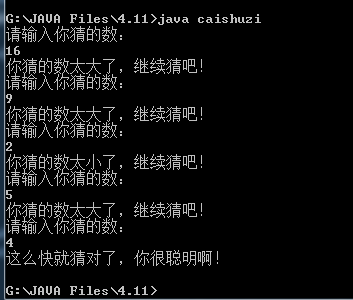 G:\JAVA Files\4.11>java caishuzi
请输入你猜的数：
16
你猜的数太大了，继续猜吧！
请输入你猜的数：
9
你猜的数太大了，继续猜吧！
请输入你猜的数：
2
你猜的数太小了，继续猜吧！
请输入你猜的数：
5
你猜的数太大了，继续猜吧！
请输入你猜的数：
4
这么快就猜对了，你很聪明啊！
G:\JAVA Files\4.11>